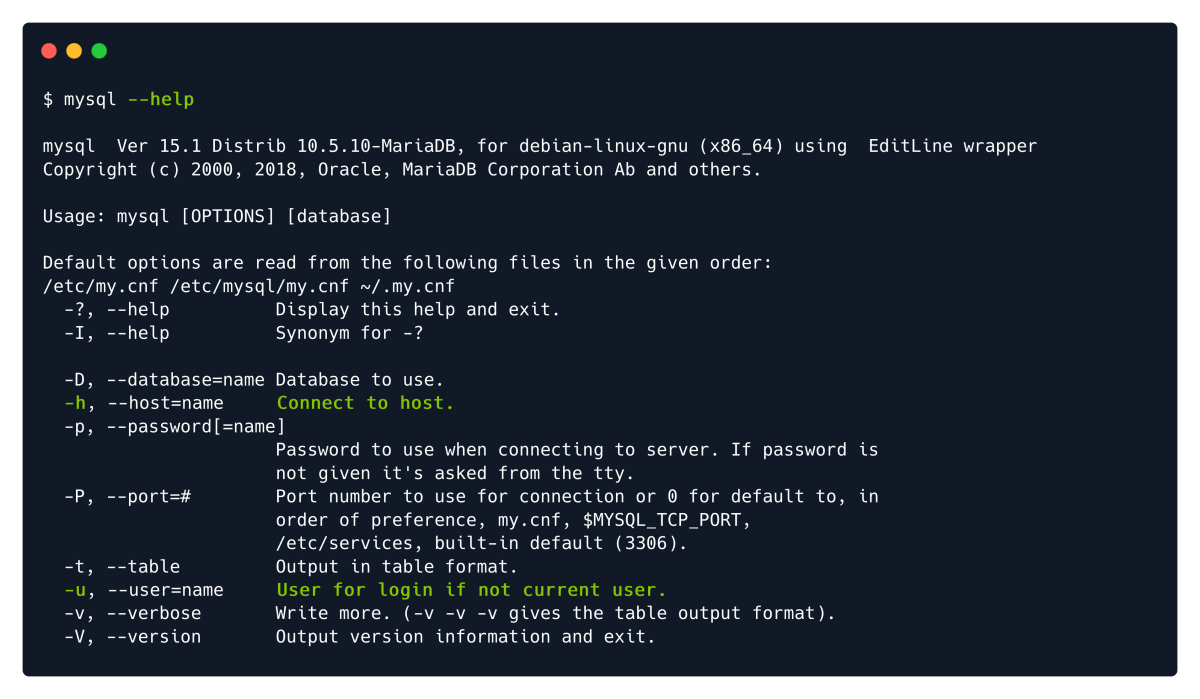 $ mysql --help
mysql  Ver 15.1 Distrib 10.5.10-MariaDB, for debian-linux-gnu (x86_64) using  EditLine wrapper
Copyright (c) 2000, 2018, Oracle, MariaDB Corporation Ab and others.
Usage: mysql [OPTIONS] [database]
Default options are read from the following files in the given order:
/etc/my.cnf /etc/mysql/my.cnf ~/.my.cnf
  -?, --help          Display this help and exit.
  -I, --help          Synonym for -?
  -D, --database=name Database to use.
  -h, --host=name     Connect to host.
  -p, --password[=name]
                      Password to use when connecting to server. If password is
                      not given it's asked from the tty.
  -P, --port=#        Port number to use for connection or 0 for default to, in
                      order of preference, my.cnf, $MYSQL_TCP_PORT,
                      /etc/services, built-in default (3306).
  -t, --table         Output in table format.
  -u, --user=name     User for login if not current user.
  -v, --verbose       Write more. (-v -v -v gives the table output format).
  -V, --version       Output version information and exit.